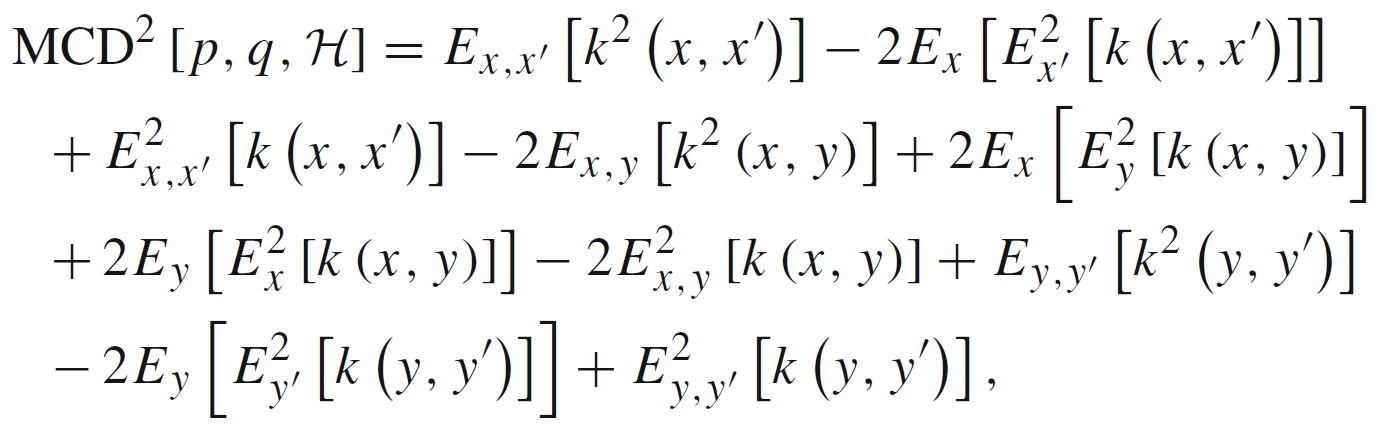 MCD² [p, q, ℋ] = E_{x,x′} [k² (x, x′)] − 2E_x [E²_{x′} [k (x, x′)]]
+ E²_{x,x′} [k (x, x′)] − 2E_{x,y} [k² (x, y)] + 2E_x [E²_y [k (x, y)]]
+ 2E_y [E²_x [k (x, y)]] − 2E²_{x,y} [k (x, y)] + E_{y,y′} [k² (y, y′)]
− 2E_y [E²_{y′} [k (y, y′)]] + E²_{y,y′} [k (y, y′)] ,